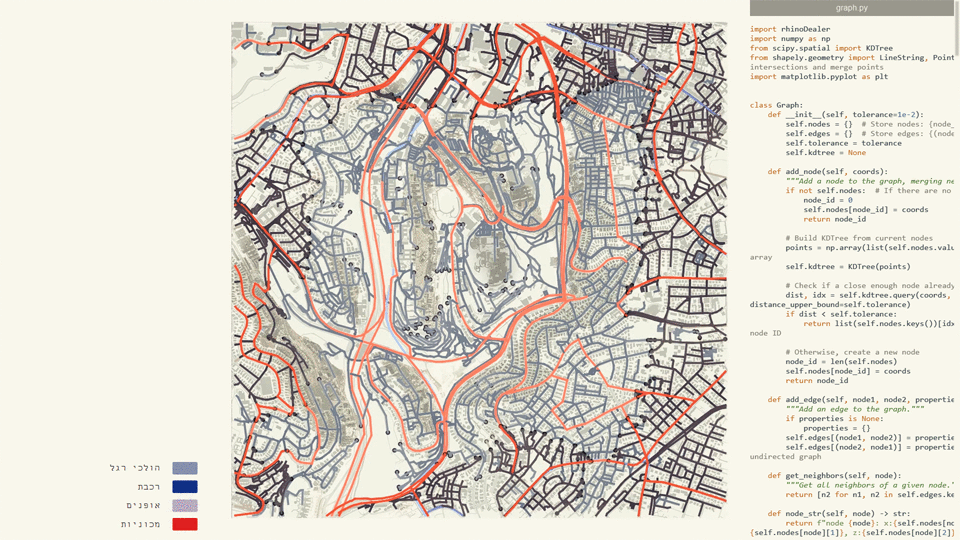 graph.py
import rhinoDealer
import numpy as np
from scipy.spatial import KDTree
from shapely.geometry import LineString, Point
intersections and merge points
import matplotlib.pyplot as plt
class Graph:
def __init__(self, tolerance=1e-2):
self.nodes = {}  # Store nodes: {node_
self.edges = {}  # Store edges: {(node
self.tolerance = tolerance
self.kdtree = None
def add_node(self, coords):
"""Add a node to the graph, merging ne
if not self.nodes:  # If there are no
node_id = 0
self.nodes[node_id] = coords
return node_id
# Build KDTree from current nodes
points = np.array(list(self.nodes.valu
array
self.kdtree = KDTree(points)
# Check if a close enough node already
dist, idx = self.kdtree.query(coords,
distance_upper_bound=self.tolerance)
if dist < self.tolerance:
return list(self.nodes.keys())[idx
node ID
# Otherwise, create a new node
node_id = len(self.nodes)
self.nodes[node_id] = coords
return node_id
def add_edge(self, node1, node2, propertie
"""Add an edge to the graph."""
if properties is None:
properties = {}
self.edges[(node1, node2)] = propertie
self.edges[(node2, node1)] = propertie
undirected graph
def get_neighbors(self, node):
"""Get all neighbors of a given node."
return [n2 for n1, n2 in self.edges.ke
def node_str(self, node) -> str:
return f"node {node}: x:{self.nodes[no
{self.nodes[node][1]}, z:{self.nodes[node][2]}
הולכי רגל
רכבת
אופנים
מכוניות